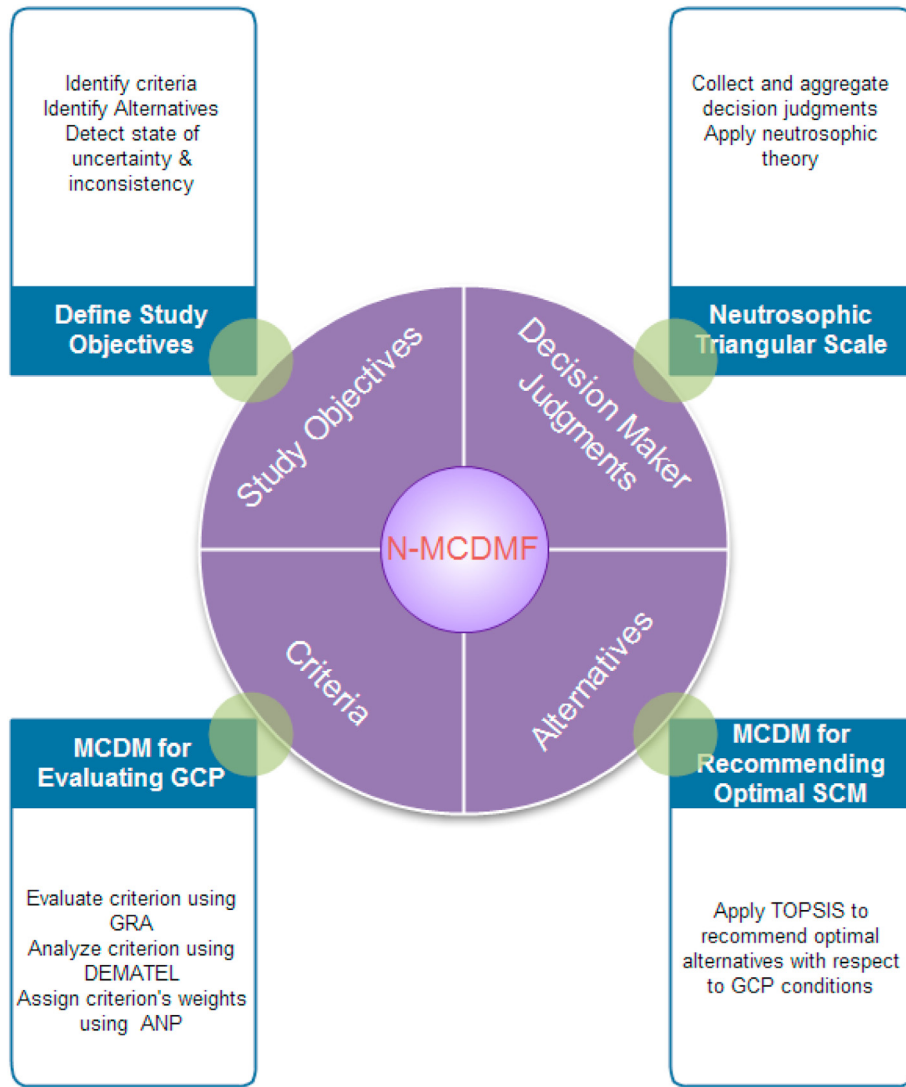 Identify criteria
Identify Alternatives
Detect state of
uncertainty &
inconsistency
Define Study
Objectives
Collect and aggregate
decision judgments
Apply neutrosophic
theory
Neutrosophic
Triangular Scale
Study Objectives
Decision Maker
Judgments
N-MCDMF
Criteria
Alternatives
MCDM for
Evaluating GCP
Evaluate criterion using
GRA
Analyze criterion using
DEMATEL
Assign criterion's weights
using ANP
MCDM for
Recommending
Optimal SCM
Apply TOPSIS to
recommend optimal
alternatives with respect
to GCP conditions